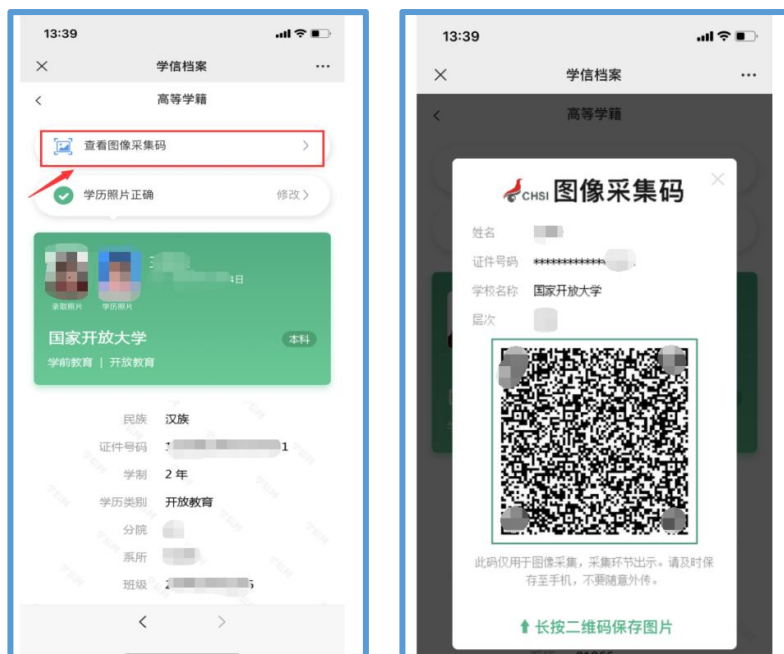 13:39
学信档案
高等学籍
查看图像采集码
学历照片正确
修改
录取照片
学历照片
日
国家开放大学
本科
学前教育 | 开放教育
民族 汉族
证件号码 1
学制 2 年
学历类别 开放教育
分院
系所
班级
13:39
学信档案
高等学籍
CHSI 图像采集码
姓名
证件号码 **************
学校名称 国家开放大学
层次
此码仅用于图像采集，采集环节出示。请及时保
存至手机，不要随意外传。
长按二维码保存图片